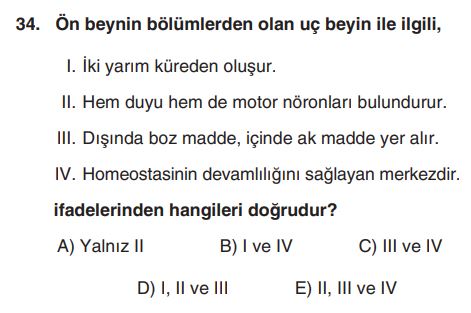 34. Ön beynin bölümlerden olan uç beyin ile ilgili,
I. İki yarım küreden oluşur.
II. Hem duyu hem de motor nöronları bulundurur.
III. Dışında boz madde, içinde ak madde yer alır.
IV. Homeostasinin devamlılığını sağlayan merkezdir.
ifadelerinden hangileri doğrudur?
A) Yalnız II B) I ve IV C) III ve IV
D) I, II ve III E) II, III ve IV